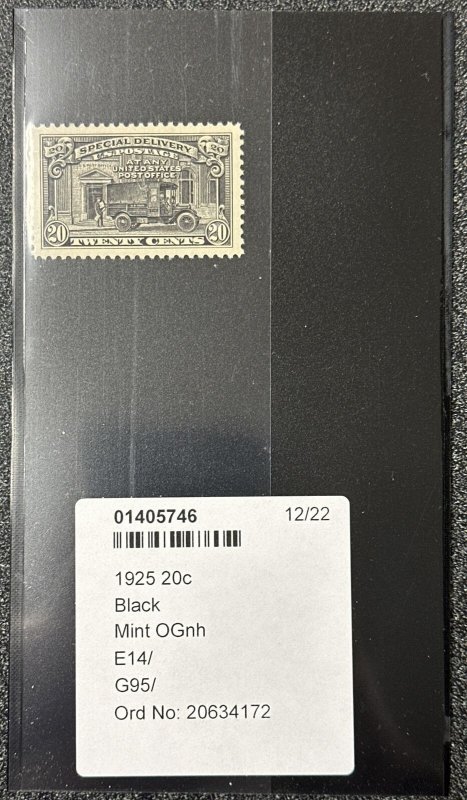 20 SPECIAL DELIVERY 20
U.S. POSTAGE
AT ANY
UNITED STATES
POST OFFICE
20 TWENTY CENTS 20
01405746 12/22
1925 20c
Black
Mint OGnh
E14/
G95/
Ord No: 20634172